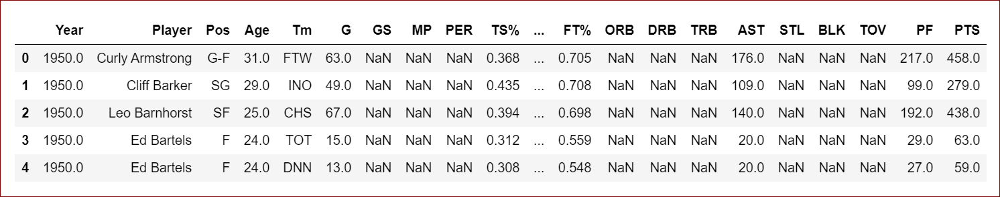 Year Player Pos Age Tm G GS MP PER TS% ... FT% ORB DRB TRB AST STL BLK TOV PF PTS
0 1950.0 Curly Armstrong G-F 31.0 FTW 63.0 NaN NaN NaN 0.368 ... 0.705 NaN NaN NaN 176.0 NaN NaN NaN 217.0 458.0
1 1950.0 Cliff Barker SG 29.0 INO 49.0 NaN NaN NaN 0.435 ... 0.708 NaN NaN NaN 109.0 NaN NaN NaN 99.0 279.0
2 1950.0 Leo Barnhorst SF 25.0 CHS 67.0 NaN NaN NaN 0.394 ... 0.698 NaN NaN NaN 140.0 NaN NaN NaN 192.0 438.0
3 1950.0 Ed Bartels F 24.0 TOT 15.0 NaN NaN NaN 0.312 ... 0.559 NaN NaN NaN 20.0 NaN NaN NaN 29.0 63.0
4 1950.0 Ed Bartels F 24.0 DNN 13.0 NaN NaN NaN 0.308 ... 0.548 NaN NaN NaN 20.0 NaN NaN NaN 27.0 59.0